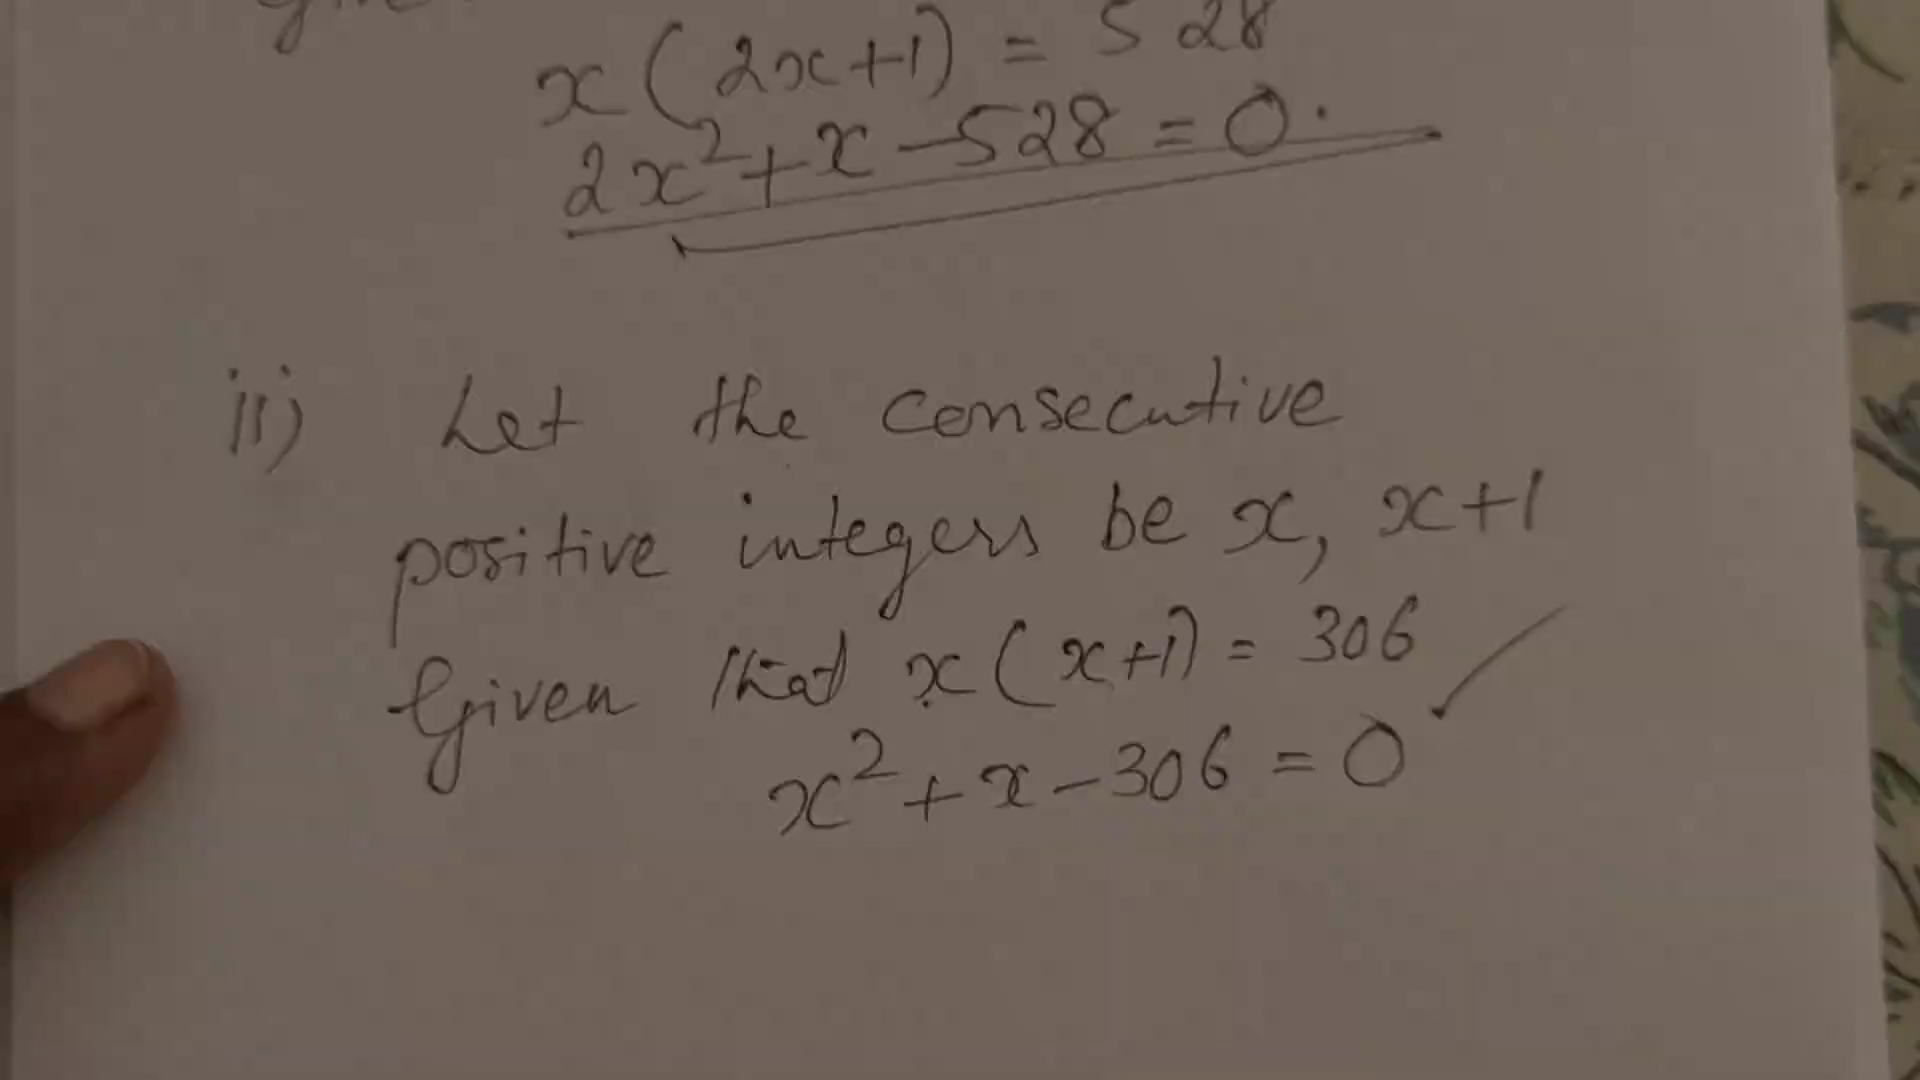 x(2x+1) = 528
2x²+x-528=0.
ii) Let the consecutive
positive integers be x, x+1
Given that x(x+1) = 306
x²+x-306=0